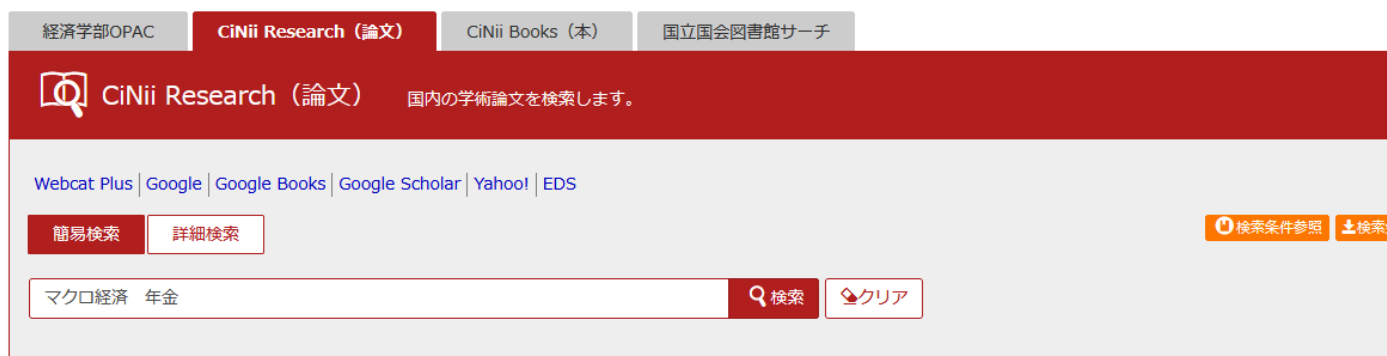 経済学部OPAC CiNii Research（論文） CiNii Books（本） 国立国会図書館サーチ
CiNii Research（論文） 国内の学術論文を検索します。
Webcat Plus Google Google Books Google Scholar Yahoo! EDS
簡易検索 詳細検索 検索条件参照 検索
マクロ経済　年金 検索 クリア